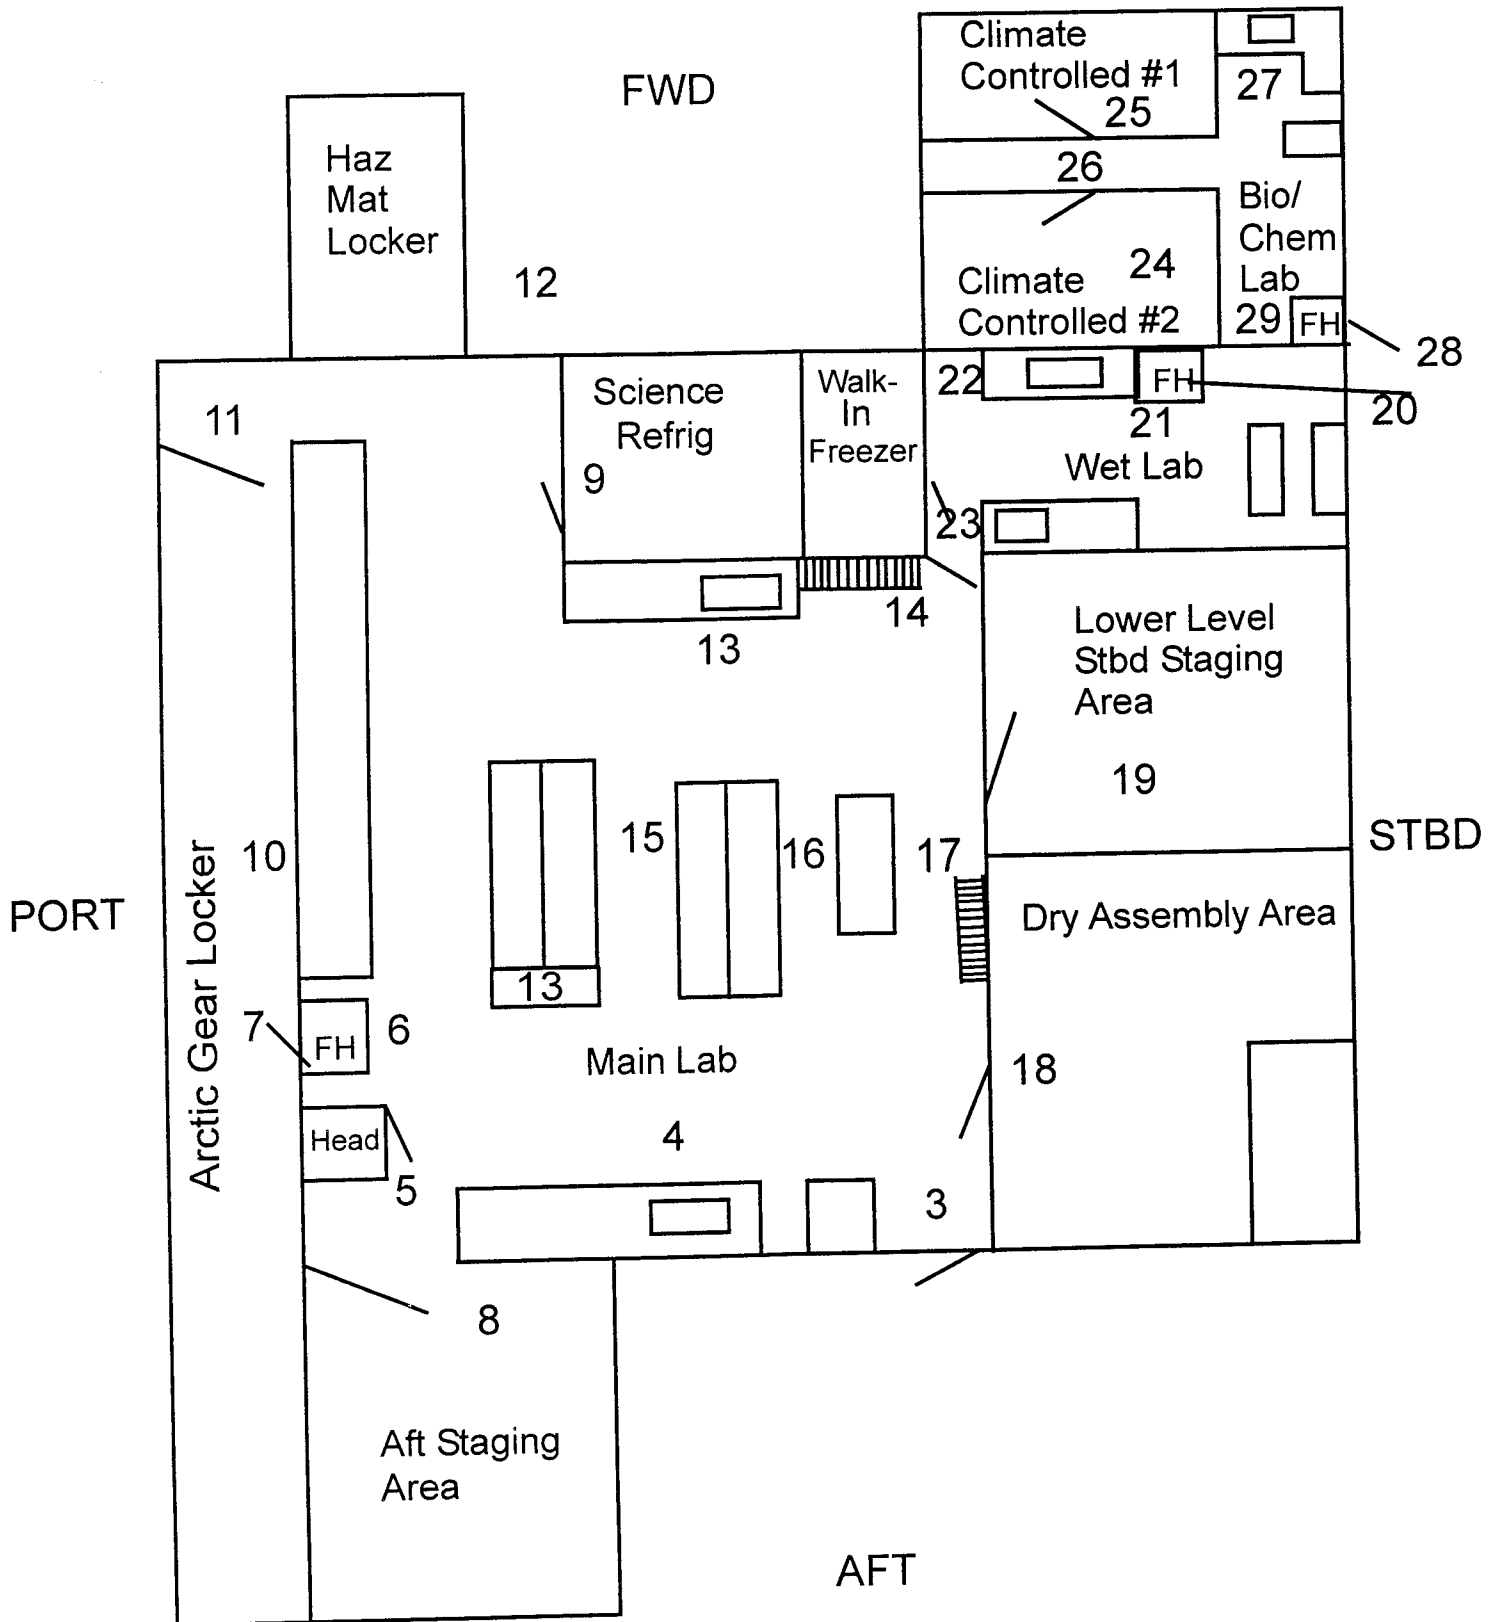 Climate
Controlled #1
27
FWD
25
Haz
Mat
Locker
26
Bio/
Chem
Lab
12
24
Climate
Controlled #2
29
FH
28
11
Science
Refrig
Walk-
In
Freezer
22
FH
20
21
9
Wet Lab
23
14
13
Lower Level
Stbd Staging
Area
19
15
16
17
10
STBD
PORT
Arctic Gear Locker
Dry Assembly Area
13
7
FH
6
Main Lab
18
Head
4
5
3
8
Aft Staging
Area
AFT